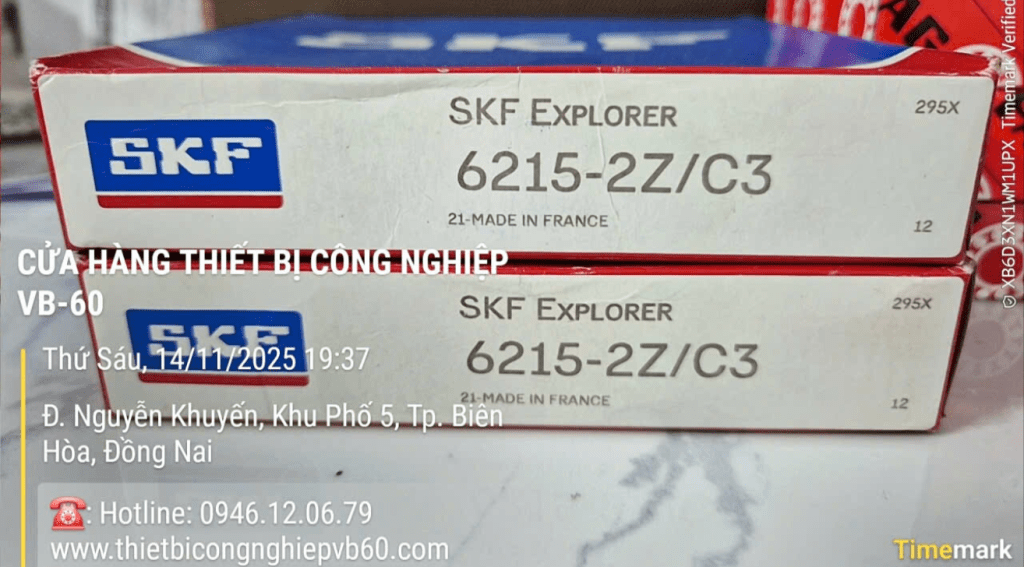 SKF
SKF
SKF EXPLORER
295X
6215-2Z/C3
21-MADE IN FRANCE
12
CỬA HÀNG THIẾT BỊ CÔNG NGHIỆP
VB-60
SKF
SKF EXPLORER
295X
6215-2Z/C3
21-MADE IN FRANCE
12
Thứ Sáu, 14/11/2025 19:37
Đ. Nguyễn Khuyến, Khu Phố 5, Tp. Biên
Hòa, Đồng Nai
☎️: Hotline: 0946.12.06.79
www.thietbicongnghiepvb60.com
Timemark
XB6D3XN1WM1UPX Timemark Verified